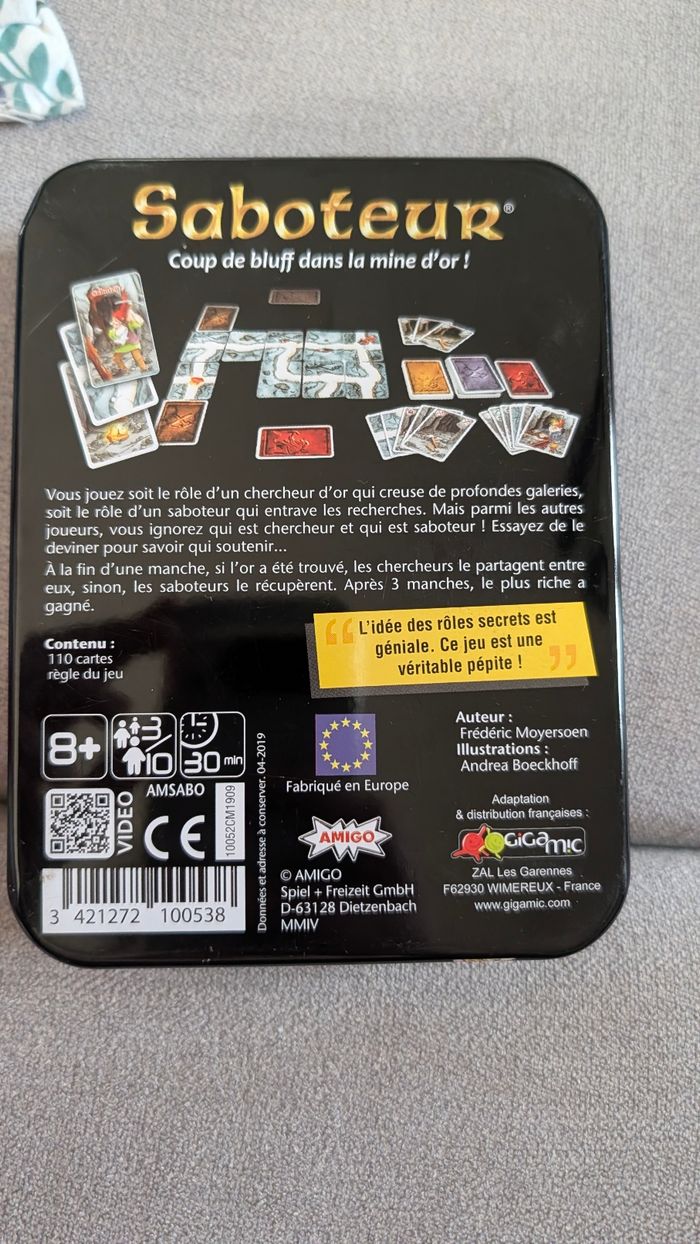 Saboteur®
Coup de bluff dans la mine d'or !
Vous jouez soit le rôle d'un chercheur d'or qui creuse de profondes galeries,
soit le rôle d'un saboteur qui entrave les recherches. Mais parmi les autres
joueurs, vous ignorez qui est chercheur et qui est saboteur ! Essayez de le
deviner pour savoir qui soutenir...
À la fin d'une manche, si l'or a été trouvé, les chercheurs le partagent entre
eux, sinon, les saboteurs le récupèrent. Après 3 manches, le plus riche a
gagné.
“ L'idée des rôles secrets est
géniale. Ce jeu est une
véritable pépite ! ”
Contenu :
110 cartes
règle du jeu
8+
3/10
30 min
VIDEO
AMSABO
CE
10052CM1909
3 421272 100538
Données et adresse à conserver. 04-2019
Fabriqué en Europe
AMIGO
© AMIGO
Spiel + Freizeit GmbH
D-63128 Dietzenbach
MMIV
Auteur :
Frédéric Moyersoen
Illustrations :
Andrea Boeckhoff
Adaptation
& distribution françaises :
GiGamic
ZAL Les Garennes
F62930 WIMEREUX - France
www.gigamic.com